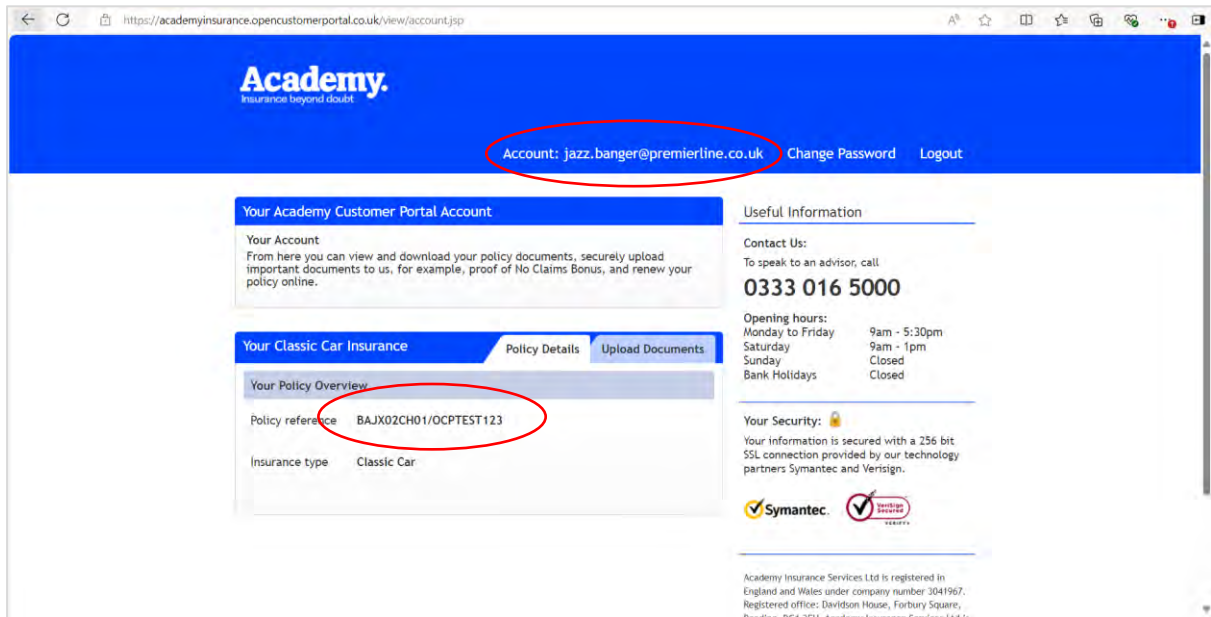 https://academyinsurance.opencustomerportal.co.uk/view/account.jsp
Academy.
Insurance beyond doubt
Account: jazz.banger@premierline.co.uk Change Password Logout
Your Academy Customer Portal Account
Your Account
From here you can view and download your policy documents, securely upload
important documents to us, for example, proof of No Claims Bonus, and renew your
policy online.
Your Classic Car Insurance
Policy Details Upload Documents
Your Policy Overview
Policy reference BAJX02CH01/OCPTEST123
Insurance type Classic Car
Useful Information
Contact Us:
To speak to an advisor, call
0333 016 5000
Opening hours:
Monday to Friday 9am - 5:30pm
Saturday 9am - 1pm
Sunday Closed
Bank Holidays Closed
Your Security:
Your information is secured with a 256 bit
SSL connection provided by our technology
partners Symantec and Verisign.
Symantec.
VeriSign
Secured
VERIFY
Academy Insurance Services Ltd is registered in
England and Wales under company number 3041967.
Registered office: Davidson House, Forbury Square,